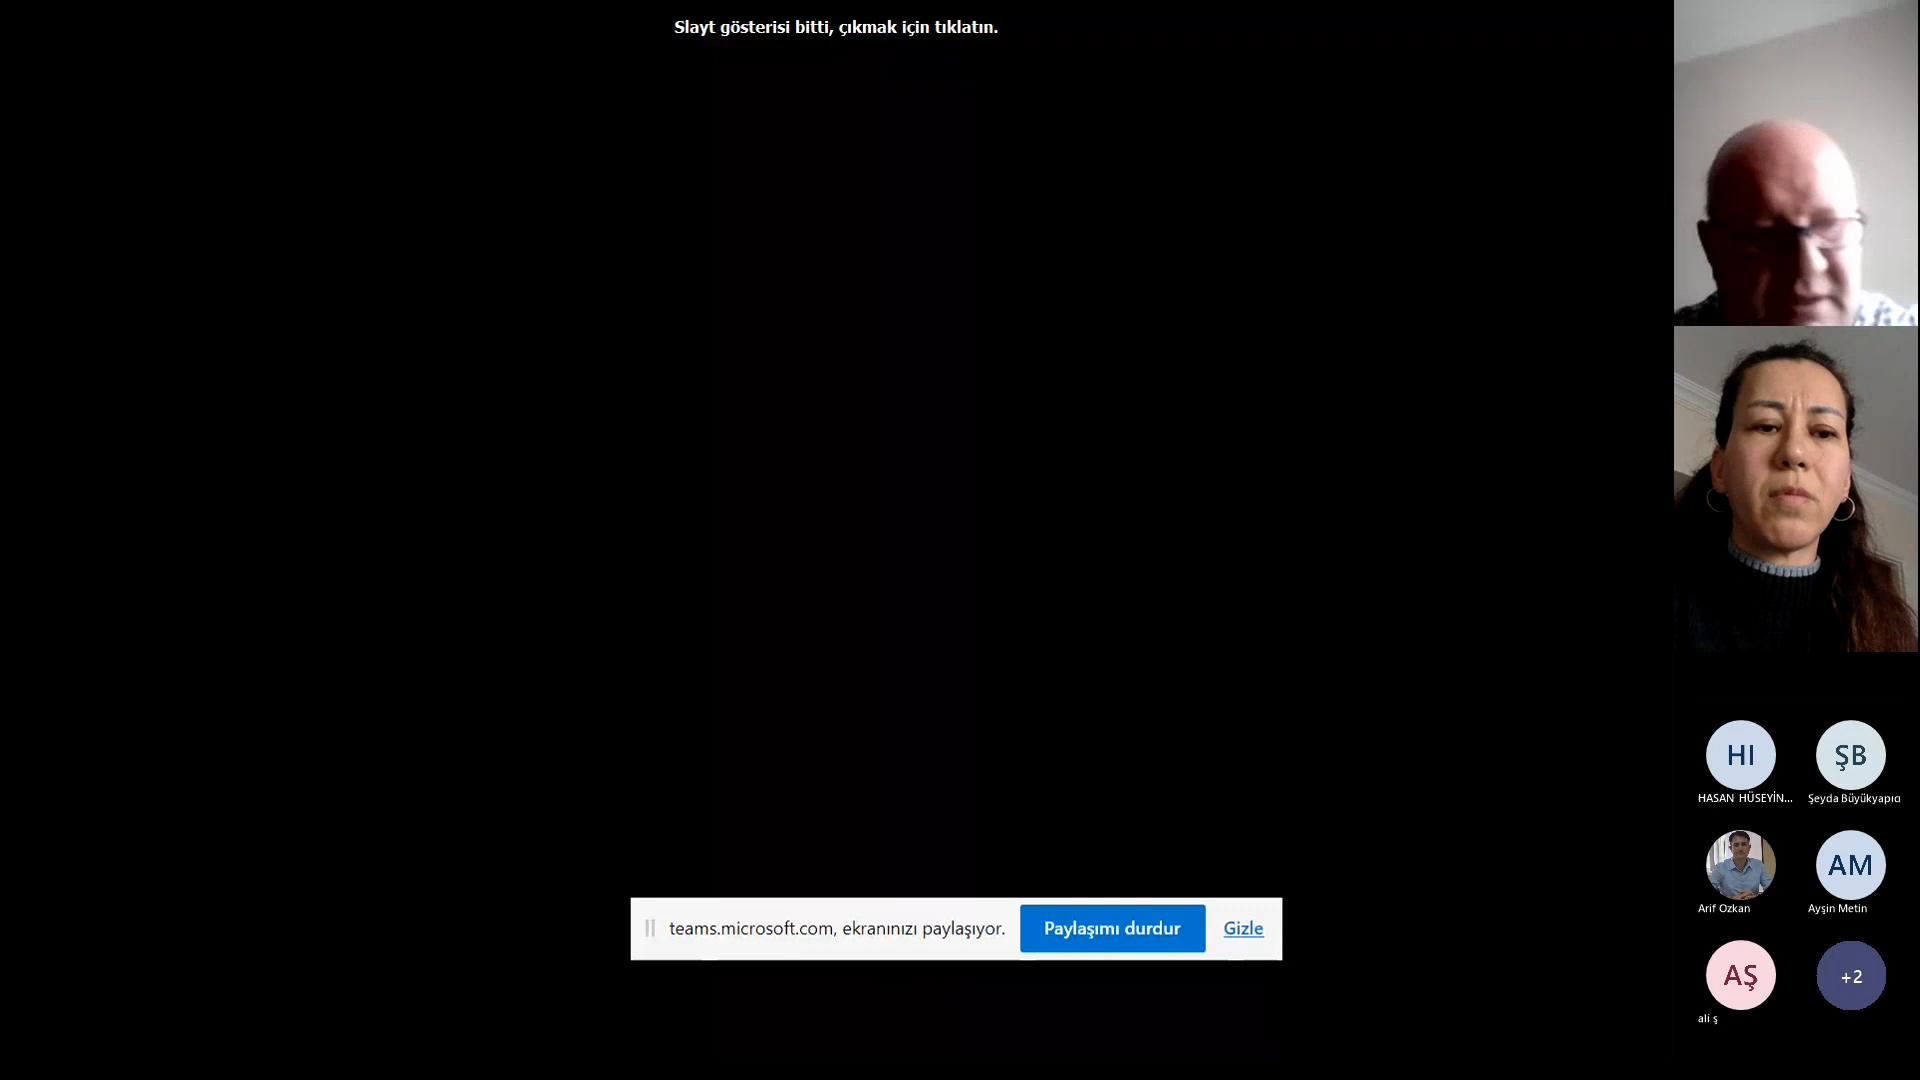 Slayt gösterisi bitti, çıkmak için tıklatın.
teams.microsoft.com, ekranınızı paylaşıyor.
Paylaşımı durdur
Gizle
HI
ŞB
HASAN HÜSEYİN...
Şeyda Büyükyapıcı
AM
Arif Ozkan
Ayşin Metin
AŞ
+2
ali ş